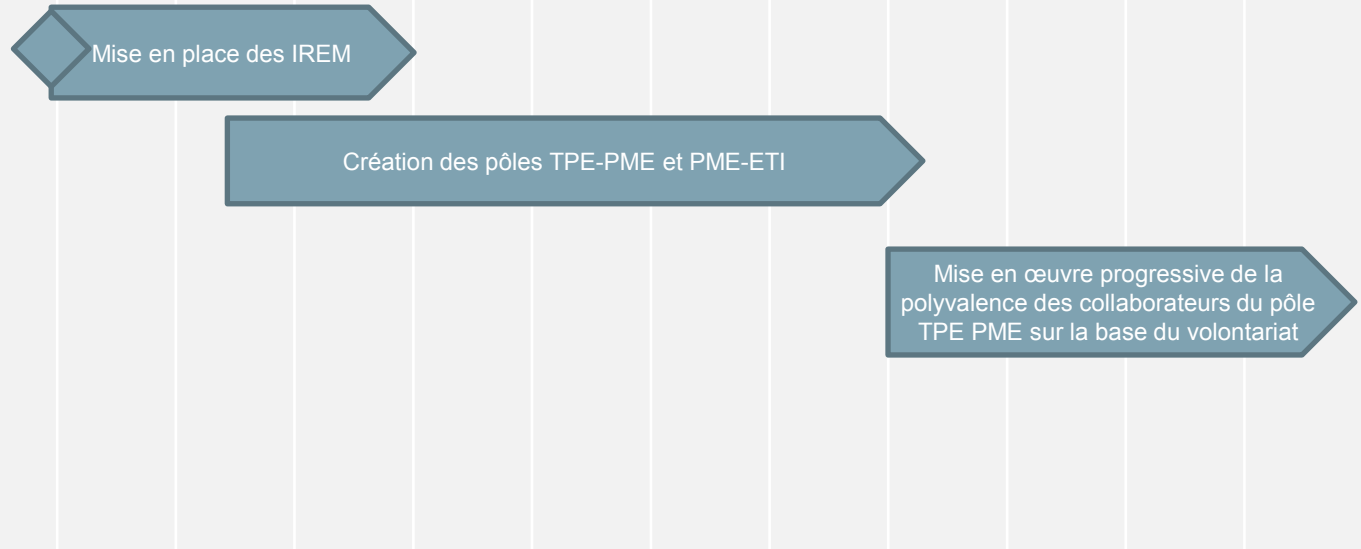 Mise en place des IREM
Création des pôles TPE-PME et PME-ETI
Mise en œuvre progressive de la
polyvalence des collaborateurs du pôle
TPE PME sur la base du volontariat